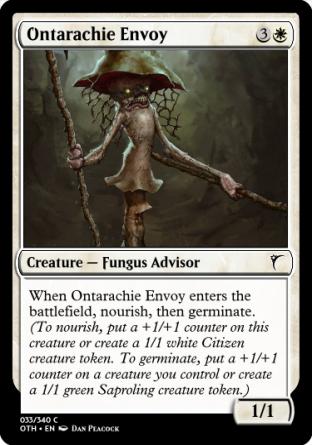 Ontarachie Envoy 3
Creature — Fungus Advisor
When Ontarachie Envoy enters the
battlefield, nourish, then germinate.
(To nourish, put a +1/+1 counter on this
creature or create a 1/1 white Citizen
creature token. To germinate, put a +1/+1
counter on a creature you control or create
a 1/1 green Saproling creature token.)
1/1
033/340 C
OTH • EN Dan Peacock